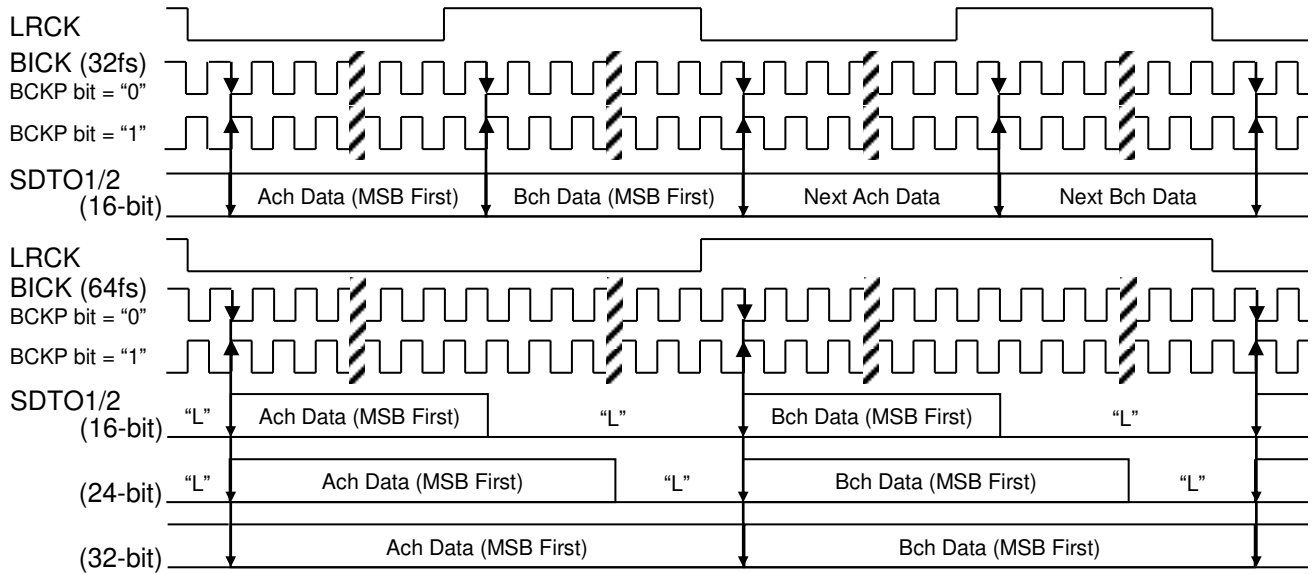 LRCK
BICK (32fs)
BCKP bit = “0”
BCKP bit = “1”
SDTO1/2
(16-bit)
Ach Data (MSB First)
Bch Data (MSB First)
Next Ach Data
Next Bch Data
LRCK
BICK (64fs)
BCKP bit = “0”
BCKP bit = “1”
SDTO1/2
(16-bit)
“L”
Ach Data (MSB First)
“L”
Bch Data (MSB First)
“L”
(24-bit)
“L”
Ach Data (MSB First)
“L”
Bch Data (MSB First)
“L”
(32-bit)
Ach Data (MSB First)
Bch Data (MSB First)